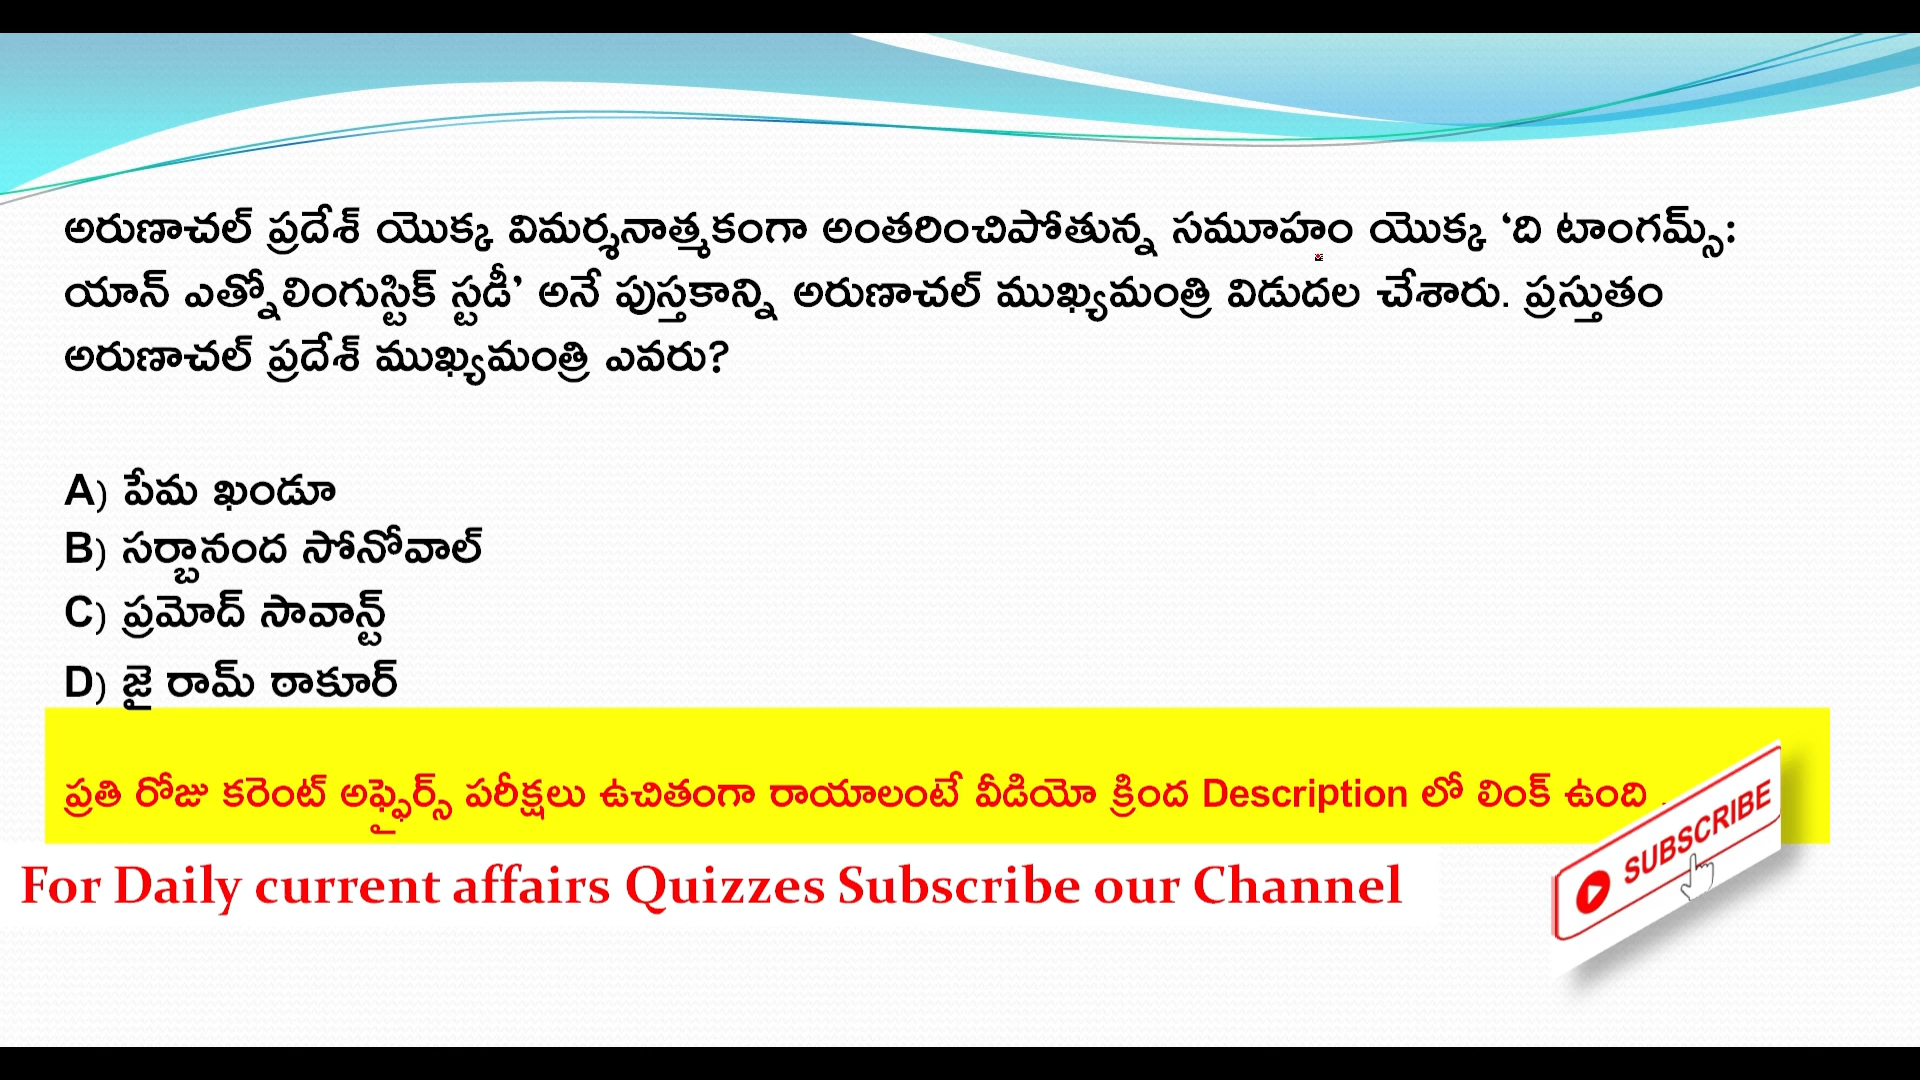 అరుణాచల్ ప్రదేశ్ యొక్క విమర్శనాత్మకంగా అంతరించిపోతున్న సమూహం యొక్క ‘ది టాంగమ్స్:
యాన్ ఎత్నోలింగుస్టిక్ స్టడీ’ అనే పుస్తకాన్ని అరుణాచల్ ముఖ్యమంత్రి విడుదల చేశారు. ప్రస్తుతం
అరుణాచల్ ప్రదేశ్ ముఖ్యమంత్రి ఎవరు?
A) పేమ ఖండూ
B) సర్బానంద సోనోవాల్
C) ప్రమోద్ సావాన్ట్
D) జై రామ్ ఠాకూర్
ప్రతి రోజు కరెంట్ అఫ్ఫైర్స్ పరీక్షలు ఉచితంగా రాయాలంటే వీడియో క్రింద Description లో లింక్ ఉంది .
SUBSCRIBE
For Daily current affairs Quizzes Subscribe our Channel